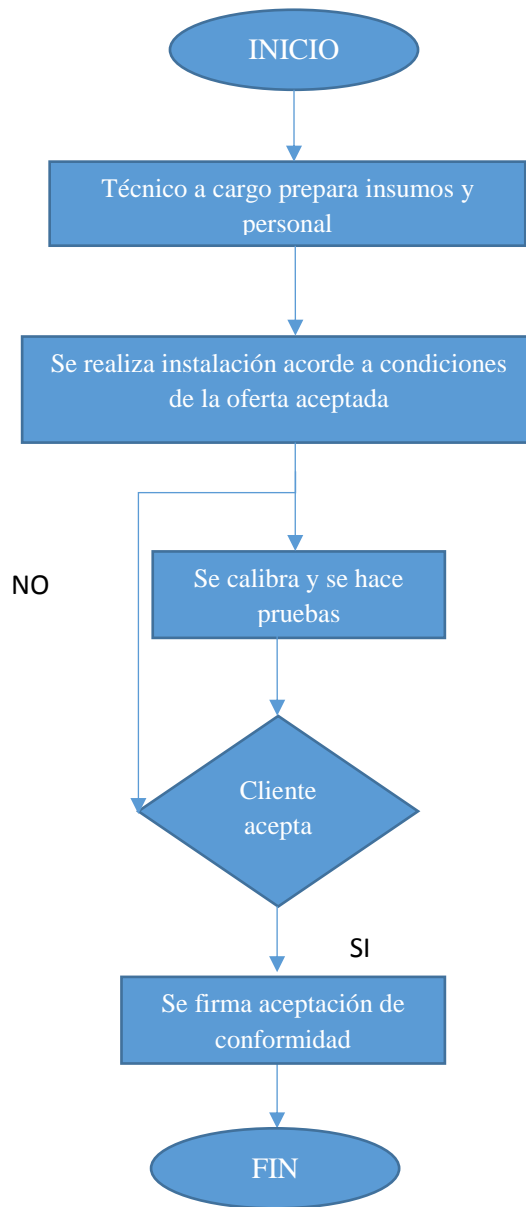 INICIO
Técnico a cargo prepara insumos y
personal
Se realiza instalación acorde a condiciones
de la oferta aceptada
NO
Se calibra y se hace
pruebas
Cliente
acepta
SI
Se firma aceptación de
conformidad
FIN